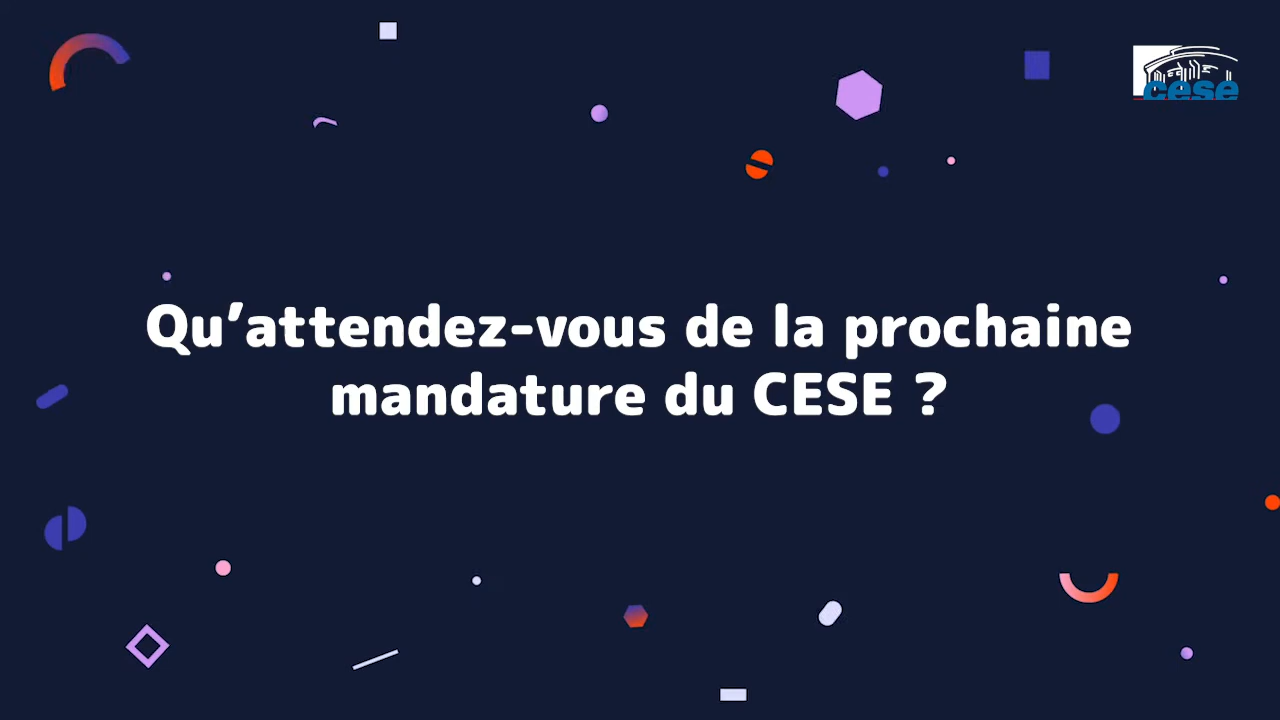 cese
Qu’attendez-vous de la prochaine
mandature du CESE ?